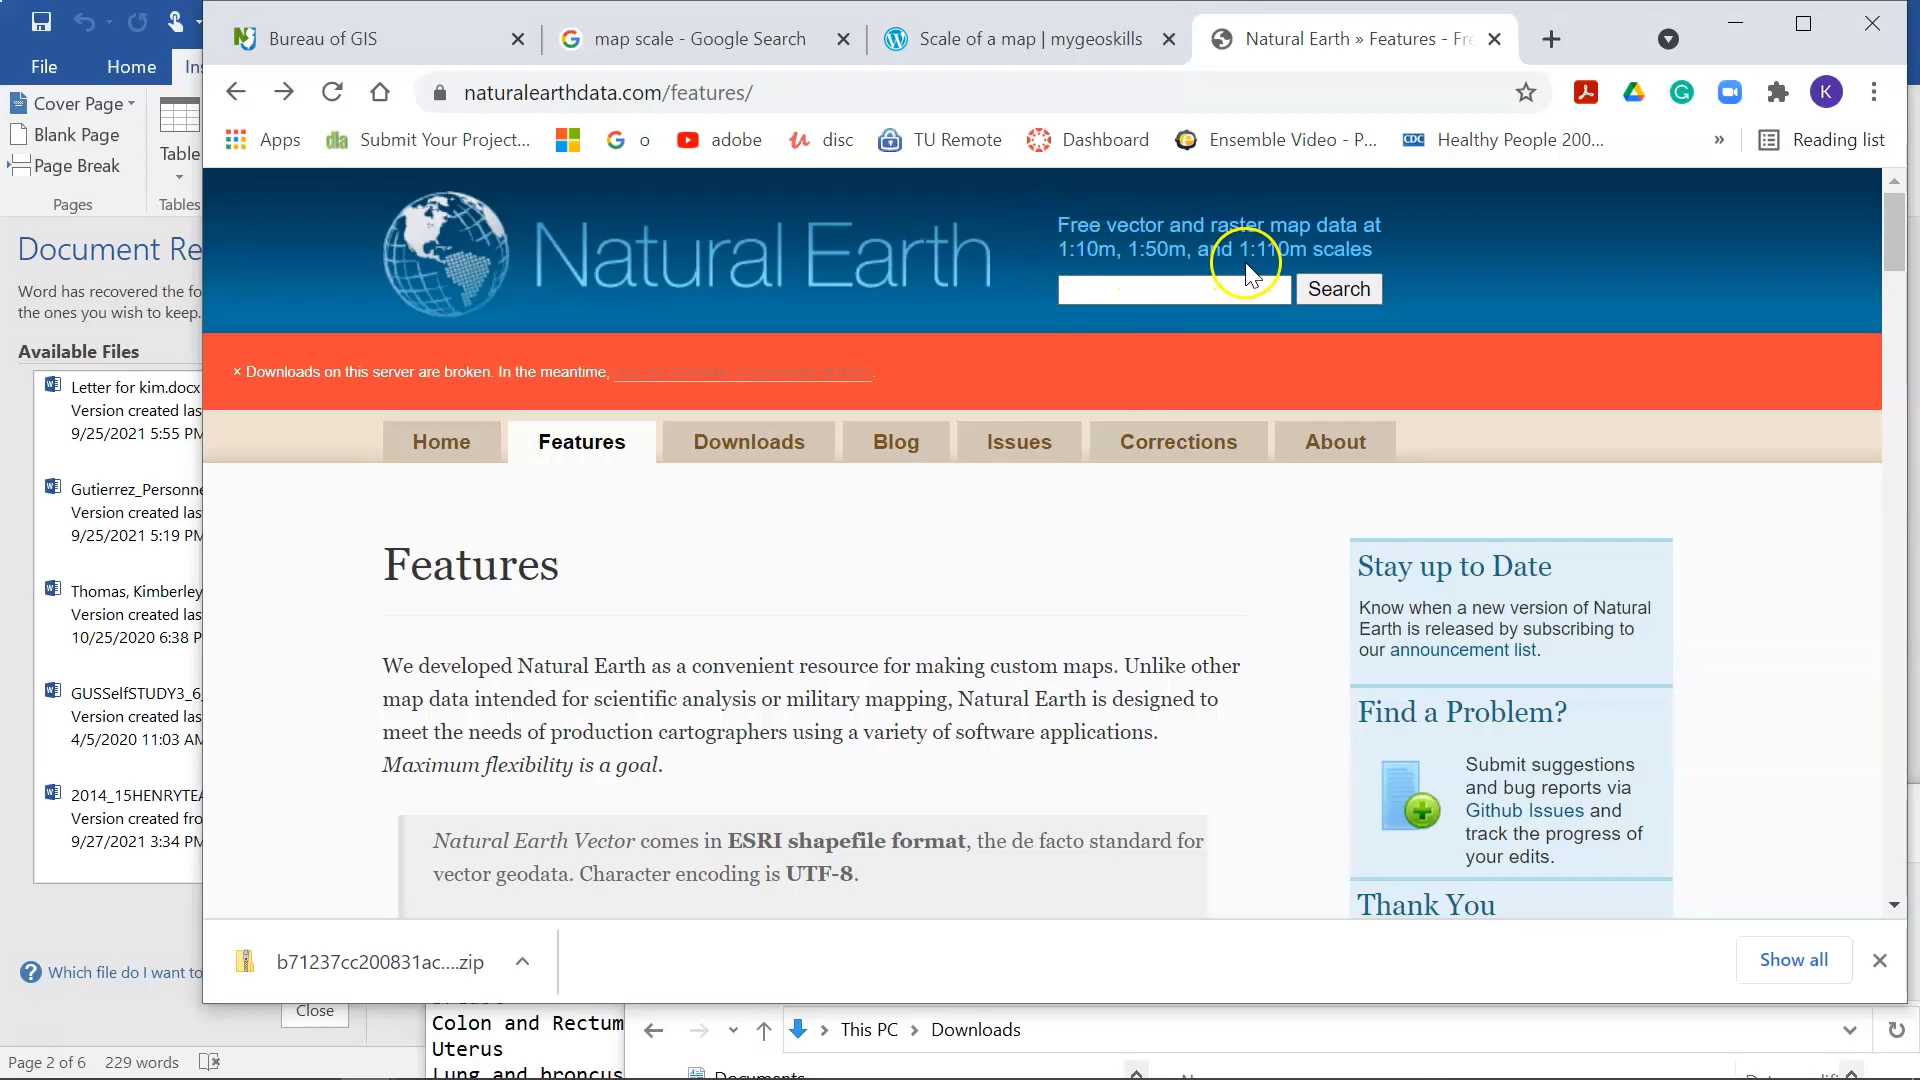 Bureau of GIS
map scale - Google Search
Scale of a map | mygeoskills
Natural Earth » Features - Fre
File
Home
Ins
naturalearthdata.com/features/
K
Cover Page
Blank Page
Page Break
Table
Pages
Tables
Apps
dla Submit Your Project...
o
adobe
disc
TU Remote
Dashboard
Ensemble Video - P...
CDC Healthy People 200...
»
Reading list
Natural Earth
Free vector and raster map data at
1:10m, 1:50m, and 1:110m scales
Search
× Downloads on this server are broken. In the meantime,
Home
Features
Downloads
Blog
Issues
Corrections
About
Document Re
Word has recovered the fo
the ones you wish to keep.
Available Files
Letter for kim.docx
Version created las
9/25/2021 5:55 PM
Gutierrez_Personne
Version created las
9/25/2021 5:19 PM
Thomas, Kimberley
Version created las
10/25/2020 6:38 P
GUSSelfSTUDY3_6_
Version created las
4/5/2020 11:03 AM
2014_15HENRYTEA
Version created fro
9/27/2021 3:34 PM
Which file do I want to
Close
Features
We developed Natural Earth as a convenient resource for making custom maps. Unlike other
map data intended for scientific analysis or military mapping, Natural Earth is designed to
meet the needs of production cartographers using a variety of software applications.
Maximum flexibility is a goal.
Natural Earth Vector comes in ESRI shapefile format, the de facto standard for
vector geodata. Character encoding is UTF-8.
Stay up to Date
Know when a new version of Natural
Earth is released by subscribing to
our announcement list.
Find a Problem?
Submit suggestions
and bug reports via
Github Issues and
track the progress of
your edits.
Thank You
b71237cc200831ac....zip
Show all
Colon and Rectum
Uterus
Lung and bronchus
This PC > Downloads
Documents
Page 2 of 6
229 words